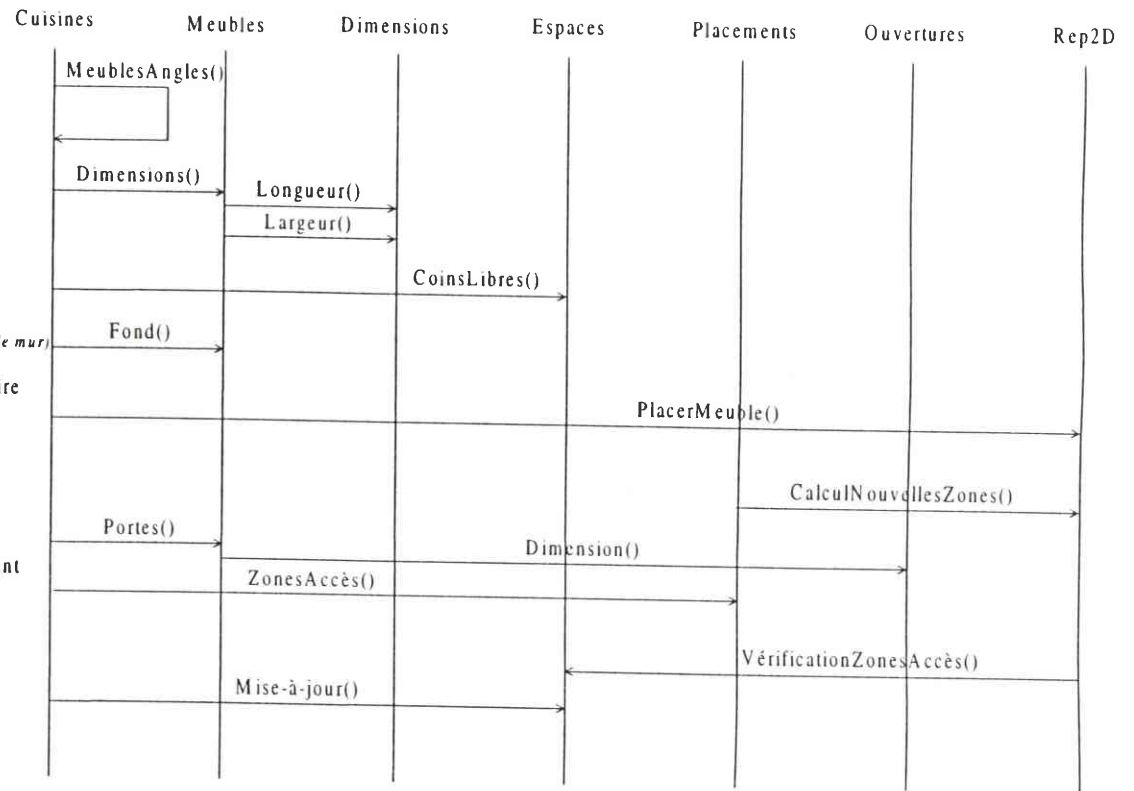 Cuisines Meubles Dimensions Espaces Placements Ouvertures Rep2D
MeublesAngles()
Dimensions()
Longueur()
Largeur()
CoinsLibres()
Fond()
mur)
PlacerMeuble()
CalculNouvellesZones()
Portes()
Dimension()
ZonesAccès()
VérificationZonesAccès()
Mise-à-jour()